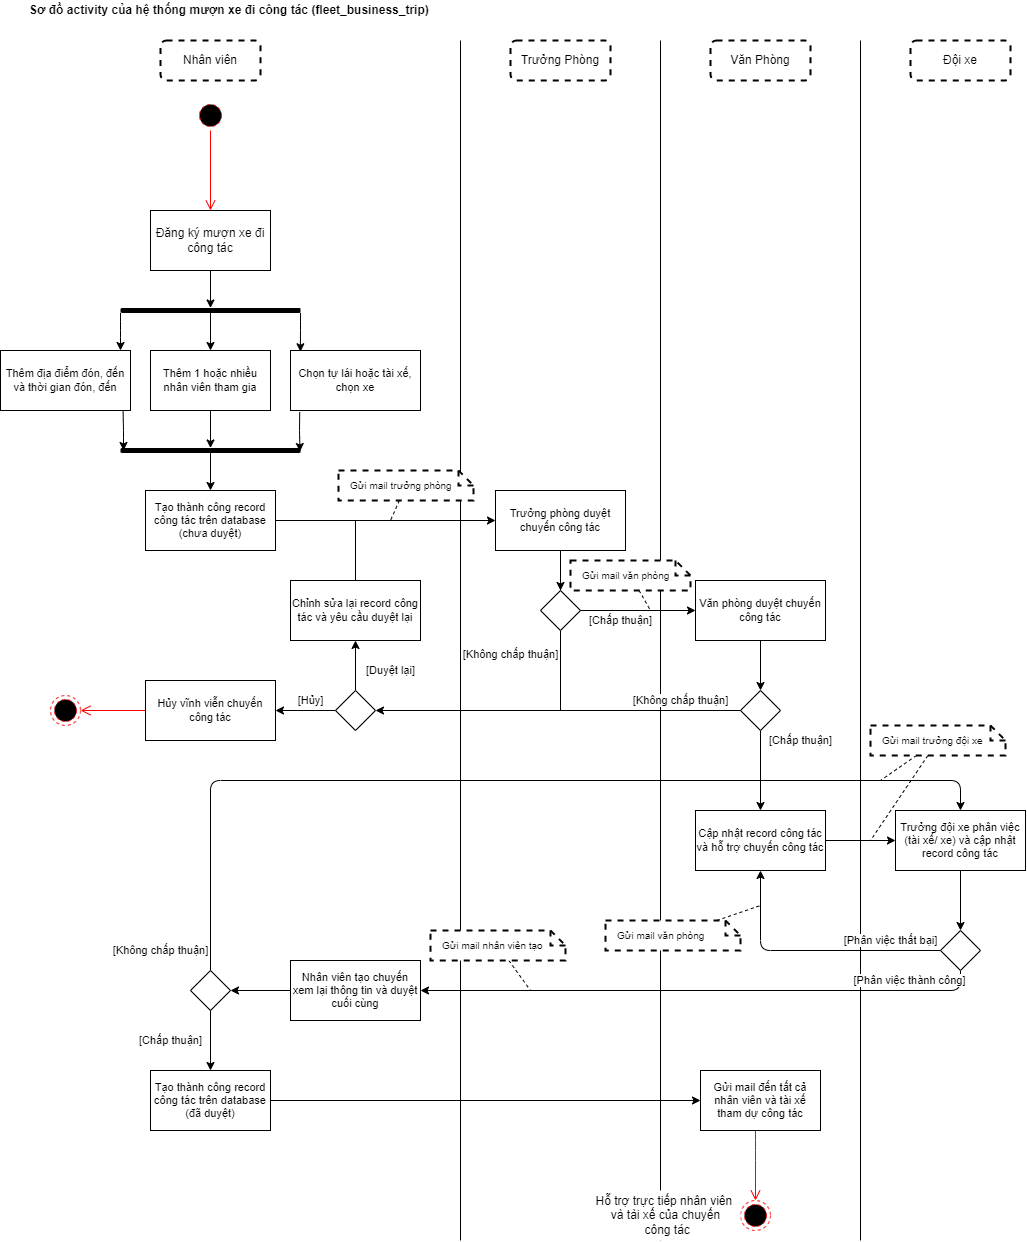 Sơ đồ activity của hệ thống mượn xe đi công tác (fleet_business_trip)
Nhân viên
Trưởng Phòng
Văn Phòng
Đội xe
Đăng ký mượn xe đi
công tác
Thêm địa điểm đón, đến
và thời gian đón, đến
Thêm 1 hoặc nhiều
nhân viên tham gia
Chọn tự lái hoặc tài xế,
chọn xe
Gửi mail trưởng phòng
Tạo thành công record
công tác trên database
(chưa duyệt)
Trưởng phòng duyệt
chuyến công tác
Gửi mail văn phòng
Chỉnh sửa lại record công
tác và yêu cầu duyệt lại
Văn phòng duyệt chuyến
công tác
[Chấp thuận]
[Không chấp thuận]
[Duyệt lại]
Hủy vĩnh viễn chuyến
công tác
[Hủy]
[Không chấp thuận]
[Chấp thuận]
Gửi mail trưởng đội xe
Cập nhật record công tác
và hỗ trợ chuyến công tác
Trưởng đội xe phân việc
(tài xế/ xe) và cập nhật
record công tác
[Không chấp thuận]
Gửi mail nhân viên tạo
Gửi mail văn phòng
[Phân việc thất bại]
[Phân việc thành công]
Nhân viên tạo chuyến
xem lại thông tin và duyệt
cuối cùng
[Chấp thuận]
Tạo thành công record
công tác trên database
(đã duyệt)
Gửi mail đến tất cả
nhân viên và tài xế
tham dự công tác
Hỗ trợ trực tiếp nhân viên
và tài xế của chuyến
công tác